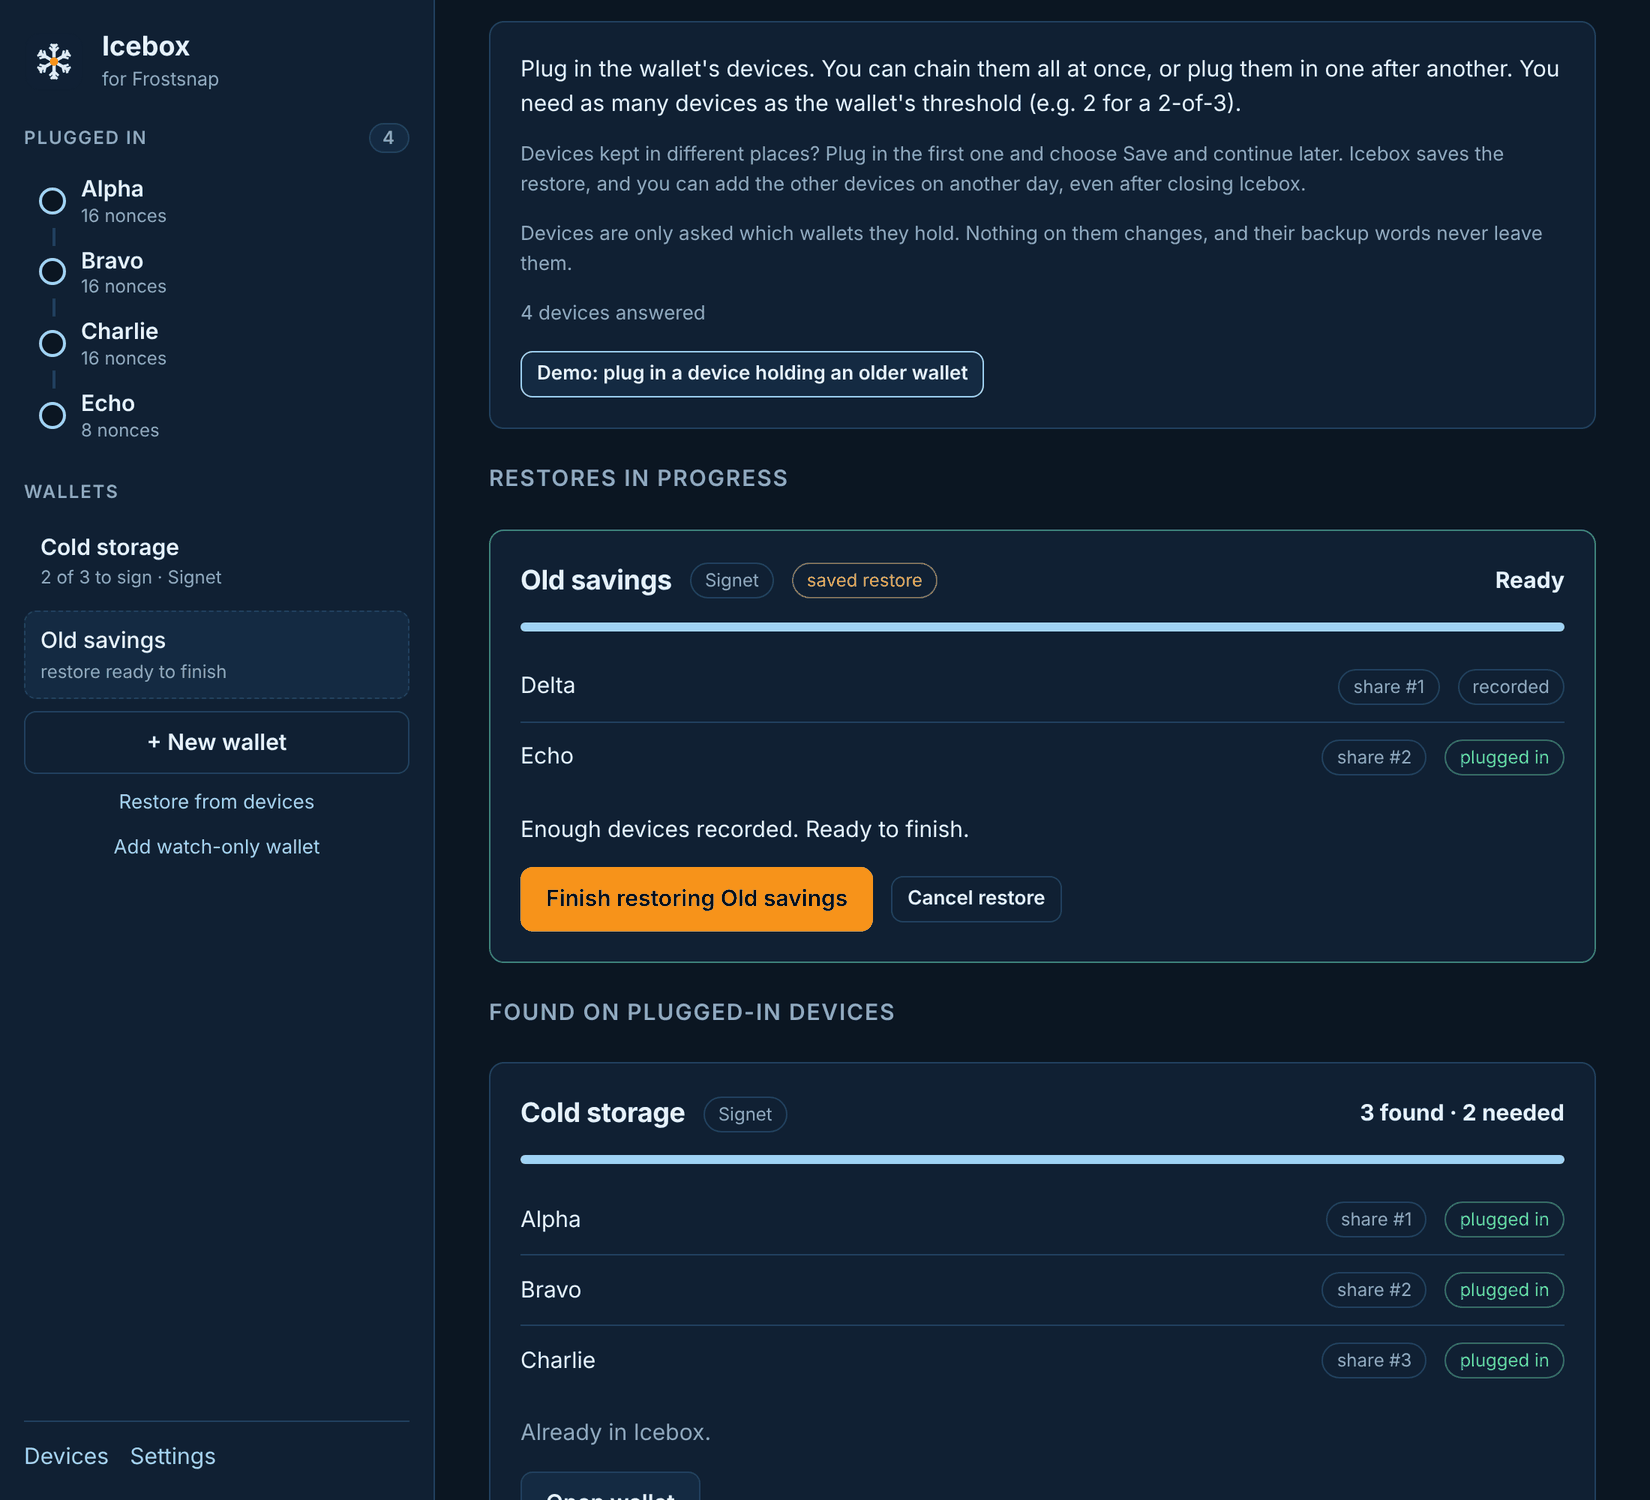 Icebox
for Frostsnap
PLUGGED IN
4
Alpha
16 nonces
Bravo
16 nonces
Charlie
16 nonces
Echo
8 nonces
WALLETS
Cold storage
2 of 3 to sign · Signet
Old savings
restore ready to finish
+ New wallet
Restore from devices
Add watch-only wallet
Devices
Settings
Plug in the wallet's devices. You can chain them all at once, or plug them in one after another. You
need as many devices as the wallet's threshold (e.g. 2 for a 2-of-3).
Devices kept in different places? Plug in the first one and choose Save and continue later. Icebox saves the
restore, and you can add the other devices on another day, even after closing Icebox.
Devices are only asked which wallets they hold. Nothing on them changes, and their backup words never leave
them.
4 devices answered
Demo: plug in a device holding an older wallet
RESTORES IN PROGRESS
Old savings
Signet
saved restore
Ready
Delta
share #1
recorded
Echo
share #2
plugged in
Enough devices recorded. Ready to finish.
Finish restoring Old savings
Cancel restore
FOUND ON PLUGGED-IN DEVICES
Cold storage
Signet
3 found · 2 needed
Alpha
share #1
plugged in
Bravo
share #2
plugged in
Charlie
share #3
plugged in
Already in Icebox.
Open wallet